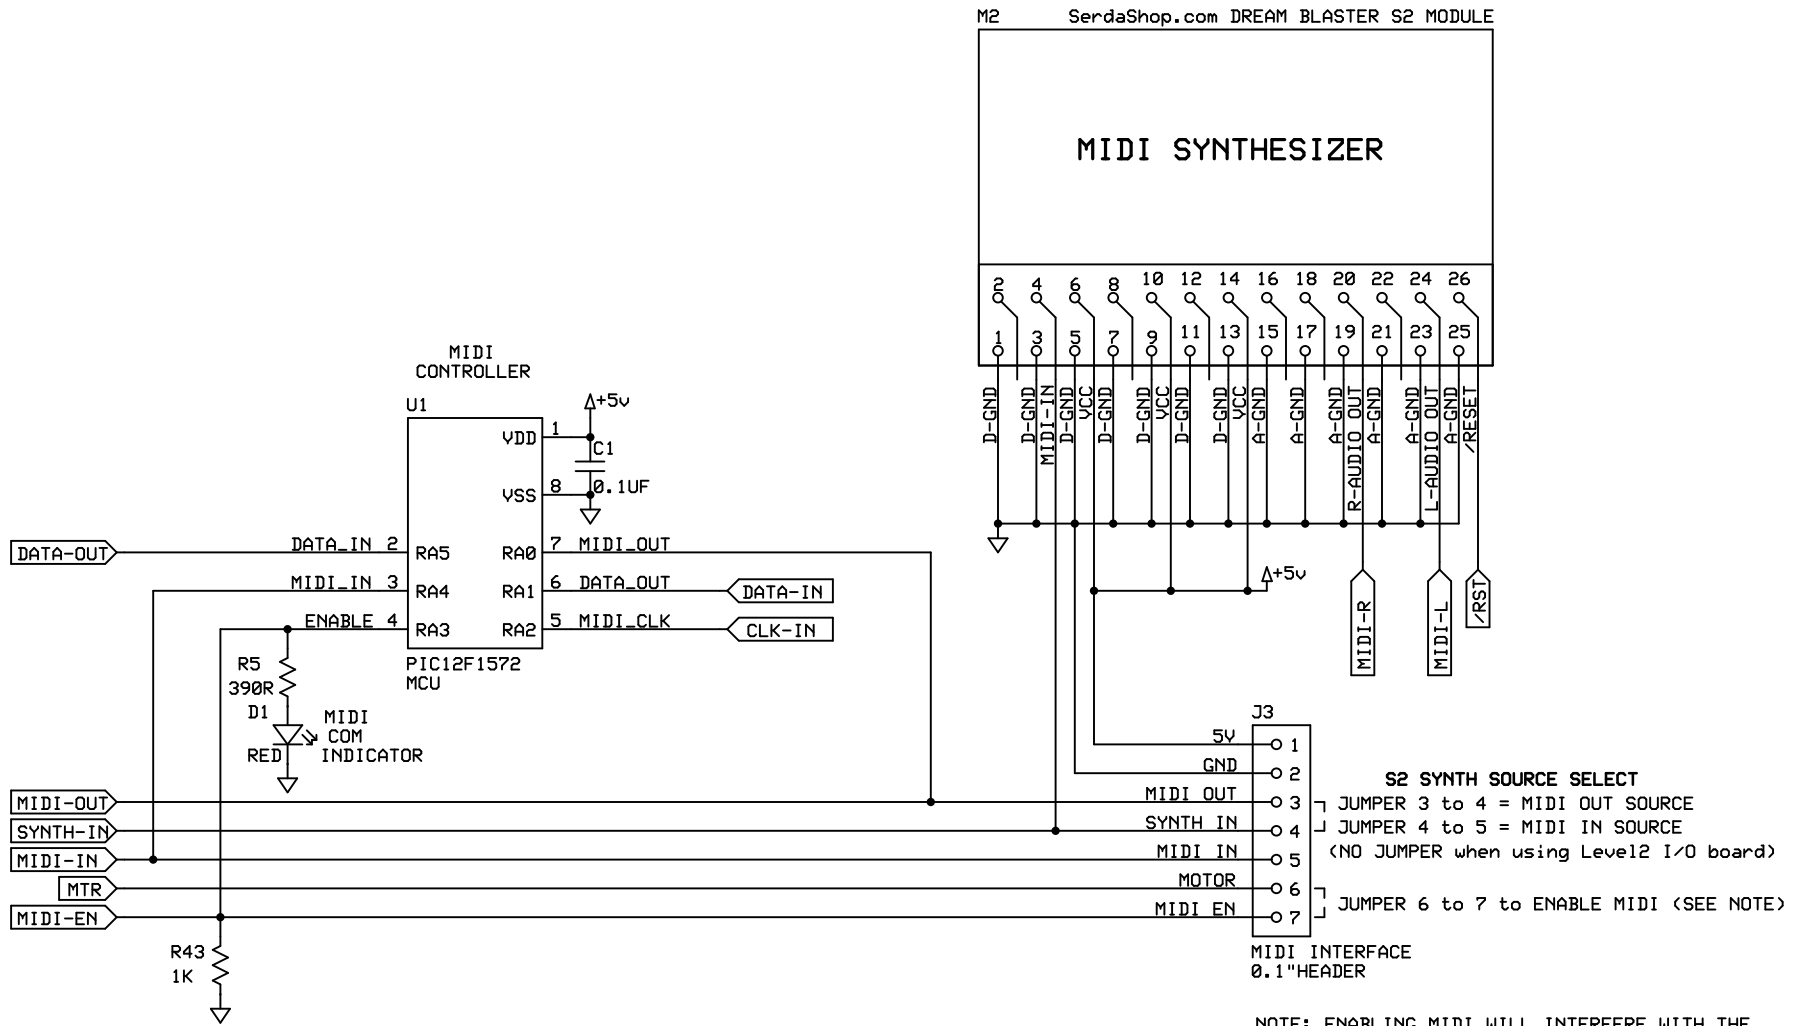 M2 SerdaShop.com DREAM BLASTER S2 MODULE
MIDI SYNTHESIZER
2 4 6 8 10 12 14 16 18 20 22 24 26
1 3 5 7 9 11 13 15 17 19 21 23 25
D-GND
D-GND
MIDI-IN
D-GND
VCC
D-GND
D-GND
VCC
D-GND
D-GND
VCC
A-GND
A-GND
A-GND
R-AUDIO OUT
A-GND
A-GND
L-AUDIO OUT
A-GND
/RESET
+5v
MIDI-R
MIDI-L
/RST
MIDI
CONTROLLER
U1
+5v
VDD 1
C1
VSS 8
0.1UF
DATA-OUT DATA_IN 2 RA5 RA0 7 MIDI_OUT
MIDI_IN 3 RA4 RA1 6 DATA_OUT DATA-IN
ENABLE 4 RA3 RA2 5 MIDI_CLK CLK-IN
PIC12F1572
MCU
R5
390R
D1
RED
MIDI
COM
INDICATOR
J3
5V 1
GND 2
MIDI-OUT MIDI OUT 3
SYNTH-IN SYNTH IN 4
MIDI-IN MIDI IN 5
MTR MOTOR 6
MIDI-EN MIDI EN 7
S2 SYNTH SOURCE SELECT
JUMPER 3 to 4 = MIDI OUT SOURCE
JUMPER 4 to 5 = MIDI IN SOURCE
(NO JUMPER when using Level2 I/O board)
JUMPER 6 to 7 to ENABLE MIDI (SEE NOTE)
MIDI INTERFACE
0.1"HEADER
R43
1K
NOTE: ENABLING MIDI WILL INTERFERE WITH THE